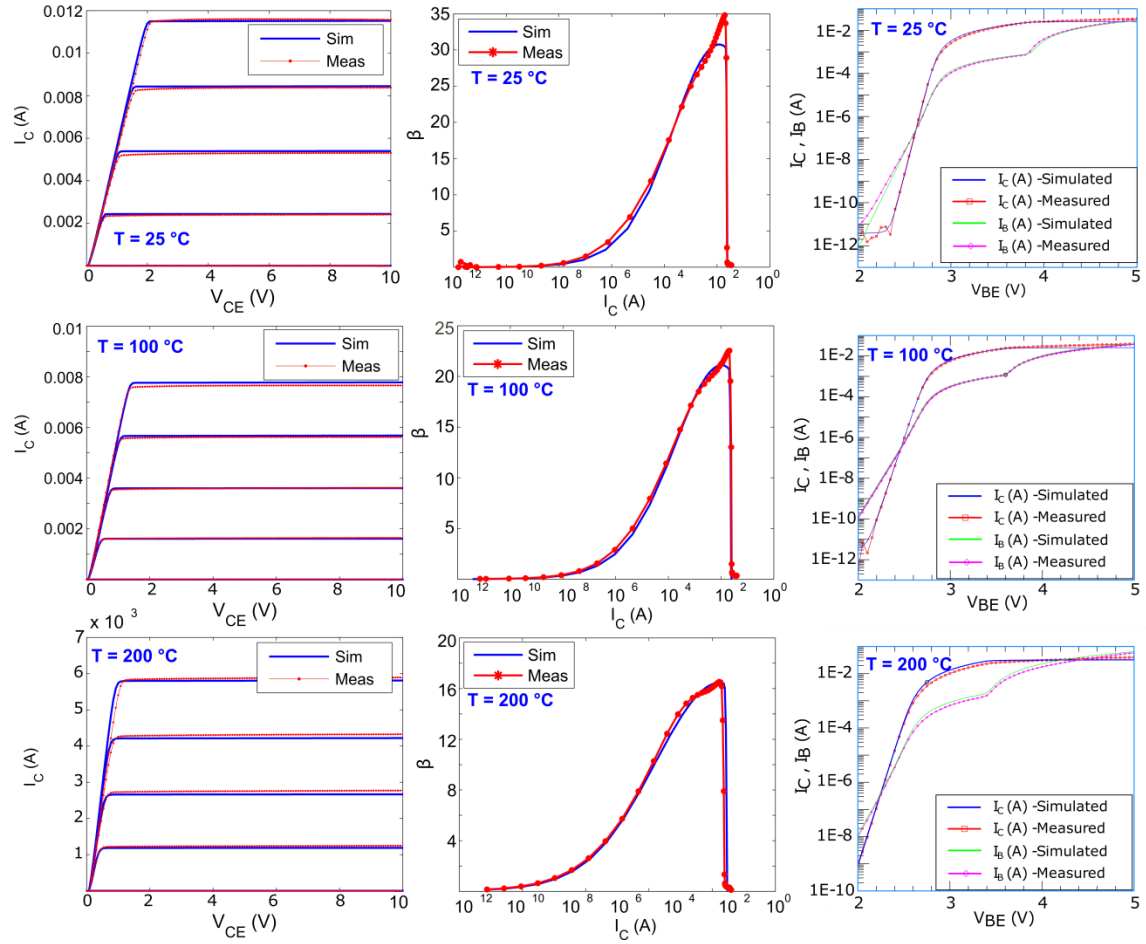 0.012
0.01
0.008
0.006
0.004
0.002
I_C (A)
Sim
Meas
T = 25 °C
0 2 4 6 8 10
V_CE (V)
35
30
25
20
15
10
5
β
Sim
Meas
T = 25 °C
10^12 10^10 10^8 10^6 10^4 10^2 10^0
I_C (A)
T = 25 °C
1E-2
1E-4
1E-6
1E-8
1E-10
1E-12
I_C , I_B (A)
I_C (A) -Simulated
I_C (A) -Measured
I_B (A) -Simulated
I_B (A) -Measured
2 3 4 5
V_BE (V)
0.01
0.008
0.006
0.004
0.002
I_C (A)
T = 100 °C
Sim
Meas
0 2 4 6 8 10
V_CE (V)
25
20
15
10
5
β
Sim
Meas
T = 100 °C
10^12 10^10 10^8 10^6 10^4 10^2 10^0
I_C (A)
T = 100 °C
1E-2
1E-4
1E-6
1E-8
1E-10
1E-12
I_C , I_B (A)
I_C (A) -Simulated
I_C (A) -Measured
I_B (A) -Simulated
I_B (A) -Measured
2 3 4 5
V_BE (V)
x 10^3
7
6
5
4
3
2
1
I_C (A)
T = 200 °C
Sim
Meas
0 2 4 6 8 10
V_CE (V)
20
16
12
8
4
β
Sim
Meas
T = 200 °C
10^12 10^10 10^8 10^6 10^4 10^2 10^0
I_C (A)
T = 200 °C
1E-2
1E-4
1E-6
1E-8
1E-10
I_C , I_B (A)
I_C (A) -Simulated
I_C (A) -Measured
I_B (A) -Simulated
I_B (A) -Measured
2 3 4 5
V_BE (V)